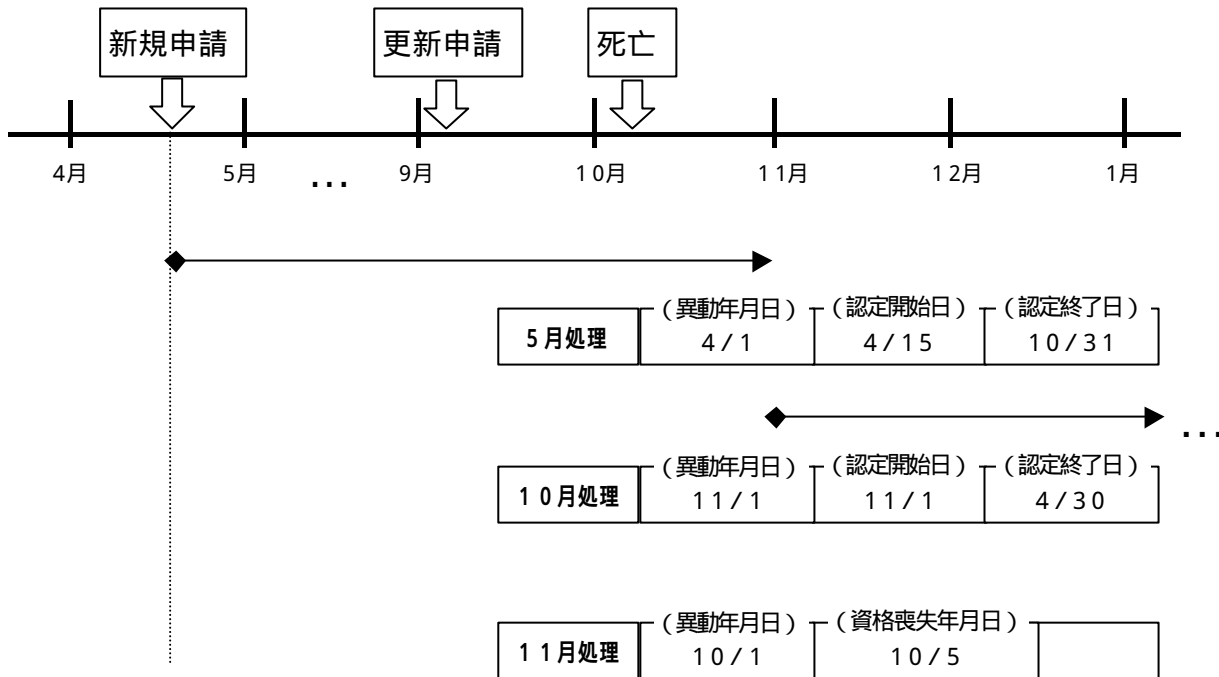 新規申請 更新申請 死亡
4月 5月 … 9月 10月 11月 12月 1月
(異動年月日) (認定開始日) (認定終了日)
5月処理 4/1 4/15 10/31
…
(異動年月日) (認定開始日) (認定終了日)
10月処理 11/1 11/1 4/30
(異動年月日) (資格喪失年月日)
11月処理 10/1 10/5